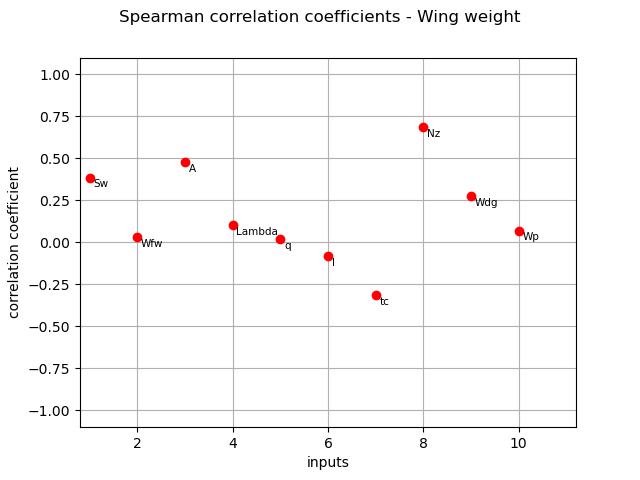 Spearman correlation coefficients - Wing weight
1.00
0.75
0.50
0.25
0.00
−0.25
−0.50
−0.75
−1.00
correlation coefficient
Sw
Wfw
A
Lambda
q
l
tc
Nz
Wdg
Wp
2 4 6 8 10
inputs